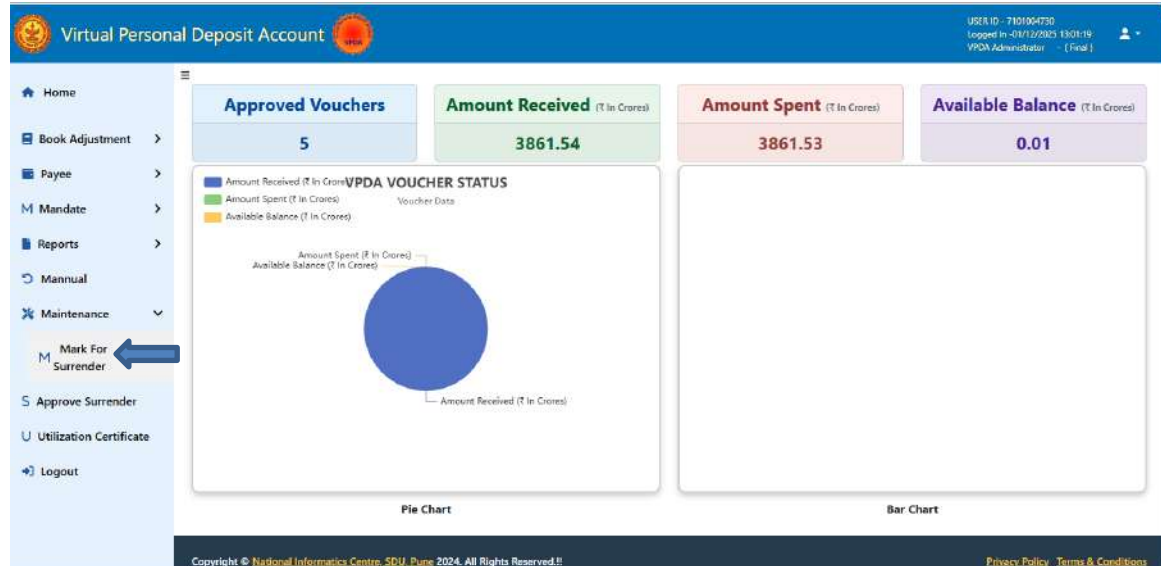 Virtual Personal Deposit Account
VPDA
USER ID - 7101004730
Logged In -01/12/2025 13:01:19
VPDA Administrator - ( Final )
Home
Book Adjustment
Payee
M Mandate
Reports
Mannual
Maintenance
M Mark For
Surrender
S Approve Surrender
U Utilization Certificate
Logout
Approved Vouchers
5
Amount Received (₹ In Crores)
3861.54
Amount Spent (₹ In Crores)
3861.53
Available Balance (₹ In Crores)
0.01
VPDA VOUCHER STATUS
Voucher Data
Amount Received (₹ In Crores)
Amount Spent (₹ In Crores)
Available Balance (₹ In Crores)
Amount Spent (₹ In Crores)
Available Balance (₹ In Crores)
Amount Received (₹ In Crores)
Pie Chart
Bar Chart
Copyright © National Informatics Centre, SDU, Pune 2024. All Rights Reserved.!!
Privacy Policy Terms & Conditions